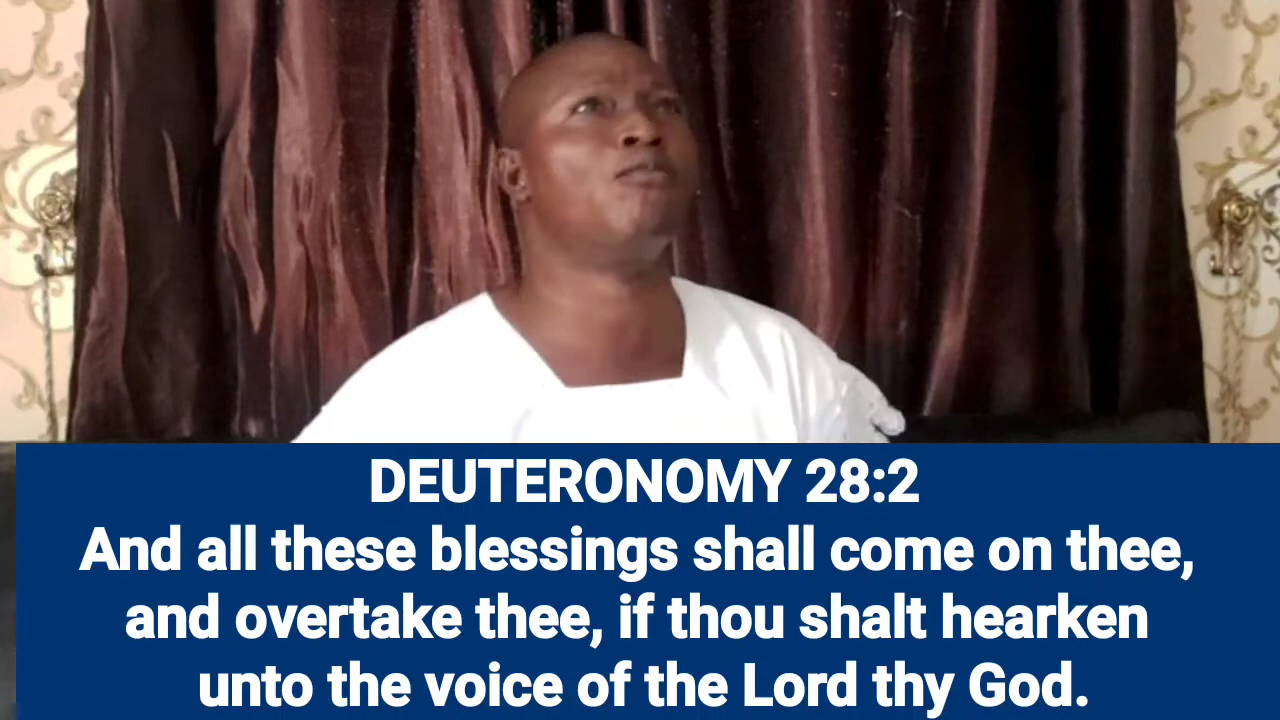 DEUTERONOMY 28:2
And all these blessings shall come on thee,
and overtake thee, if thou shalt hearken
unto the voice of the Lord thy God.